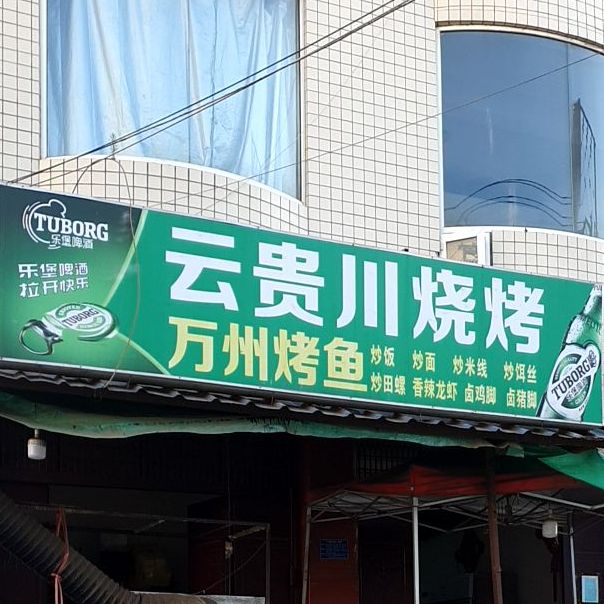 TUBORG
乐堡啤酒
乐堡啤酒
拉开快乐
TUBORG
云贵川烧烤
万州烤鱼
炒饭 炒面 炒米线 炒饵丝
炒田螺 香辣龙虾 卤鸡脚 卤猪脚
TUBORG